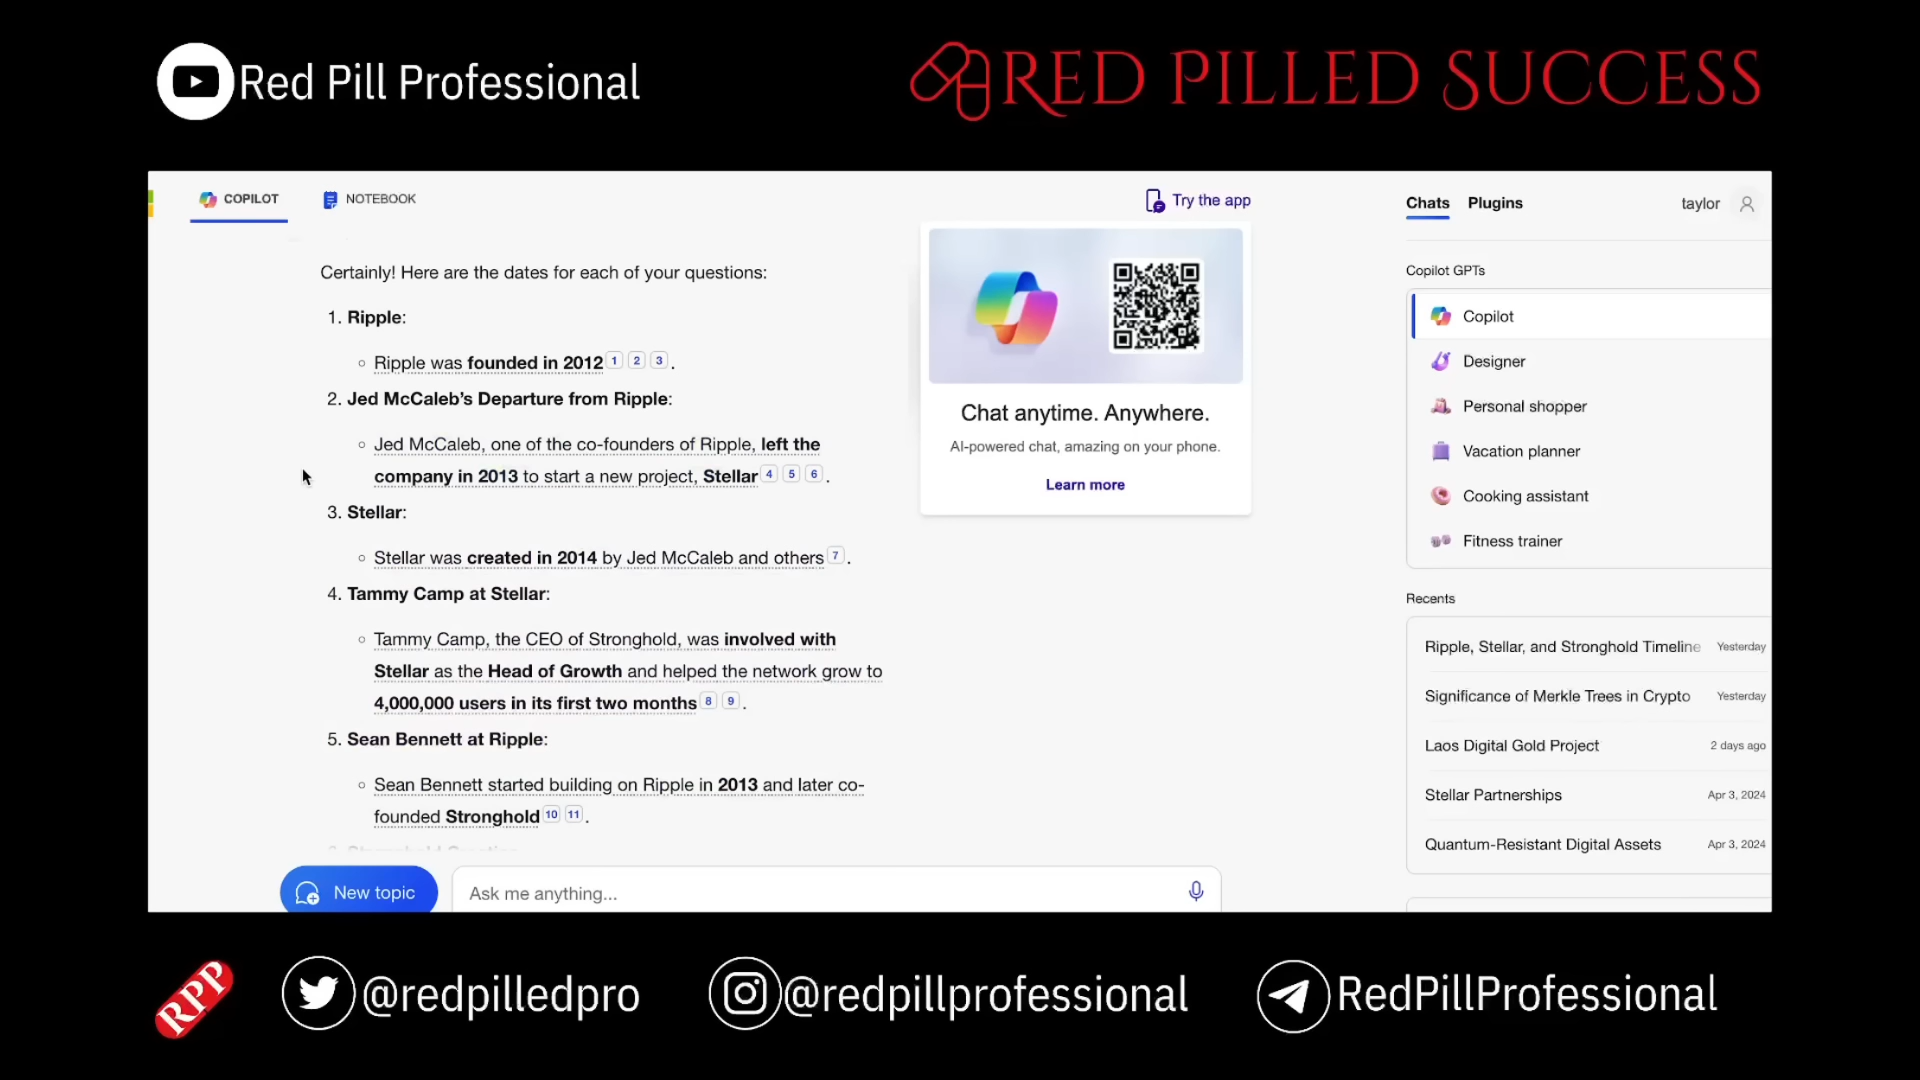 Red Pill Professional
RED PILLED SUCCESS
COPILOT
NOTEBOOK
Try the app
Chats Plugins
taylor
Certainly! Here are the dates for each of your questions:
1. Ripple:
Ripple was founded in 2012 1 2 3 .
2. Jed McCaleb's Departure from Ripple:
Jed McCaleb, one of the co-founders of Ripple, left the
company in 2013 to start a new project, Stellar 4 5 6 .
3. Stellar:
Stellar was created in 2014 by Jed McCaleb and others 7 .
4. Tammy Camp at Stellar:
Tammy Camp, the CEO of Stronghold, was involved with
Stellar as the Head of Growth and helped the network grow to
4,000,000 users in its first two months 8 9 .
5. Sean Bennett at Ripple:
Sean Bennett started building on Ripple in 2013 and later co-
founded Stronghold 10 11 .
New topic
Ask me anything...
Chat anytime. Anywhere.
AI-powered chat, amazing on your phone.
Learn more
Copilot GPTs
Copilot
Designer
Personal shopper
Vacation planner
Cooking assistant
Fitness trainer
Recents
Ripple, Stellar, and Stronghold Timeline Yesterday
Significance of Merkle Trees in Crypto Yesterday
Laos Digital Gold Project 2 days ago
Stellar Partnerships Apr 3, 2024
Quantum-Resistant Digital Assets Apr 3, 2024
RPP
@redpilledpro
@redpillprofessional
RedPillProfessional